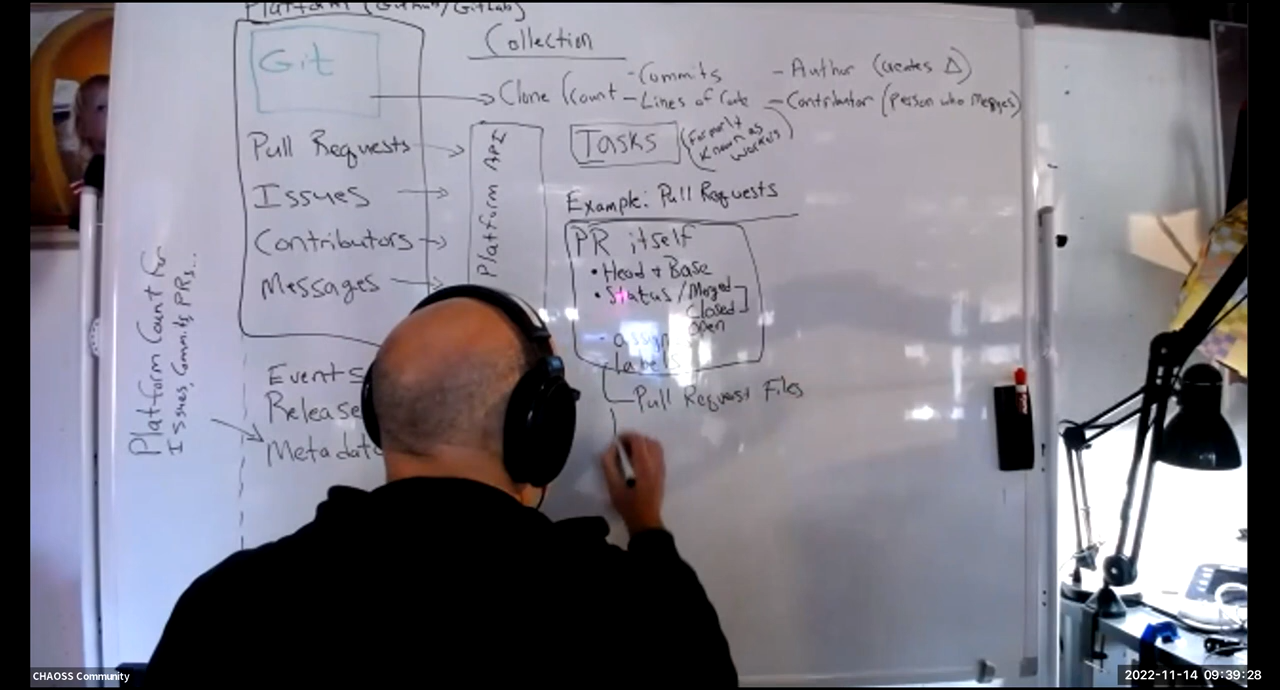 Platform (GitHub/GitLab)
Git
Pull Requests
Issues
Contributors
Messages
Events
Release
Metadata
Platform Count for
Issues, Commits, PRs...
Collection
Clone (Count
- Commits
- Lines of Code
- Author (creates Δ)
- Contributor (person who Merges)
Platform API
Tasks
(formerly
known as
workers)
Example: Pull Requests
PR itself
• Head + Base
• Status / Merged
Closed
open
- assign
- Labels
Pull Request Files
CHAOSS Community
2022-11-14 09:39:28